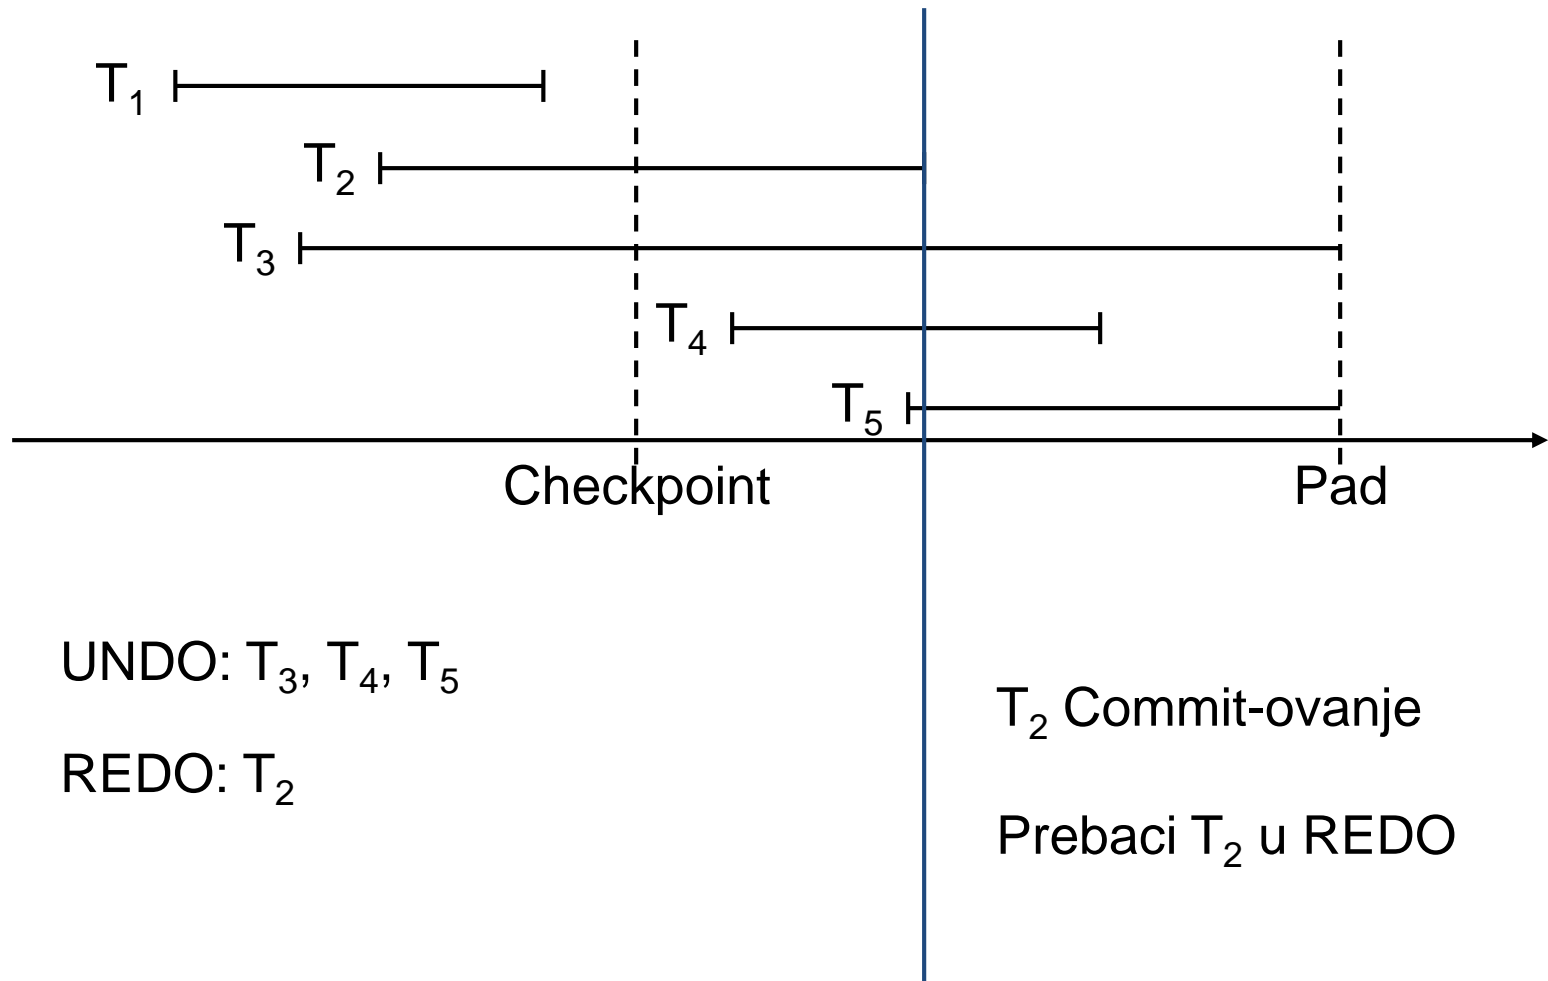 T₁
T₂
T₃
T₄
T₅
Checkpoint
Pad
UNDO: T₃, T₄, T₅
REDO: T₂
T₂ Commit-ovanje
Prebaci T₂ u REDO